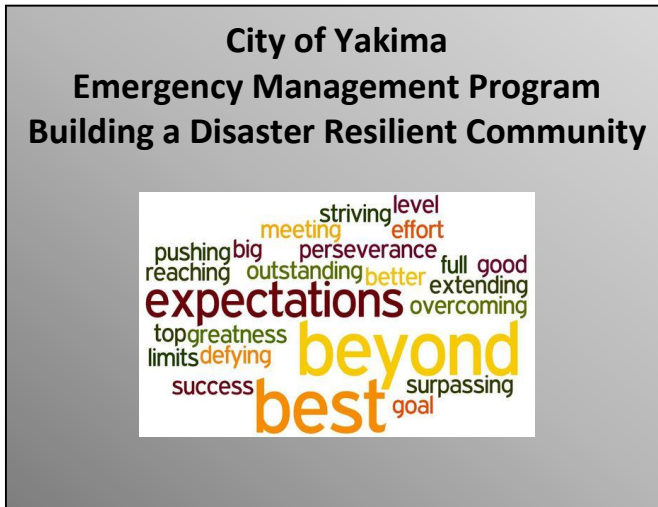 City of Yakima
Emergency Management Program
Building a Disaster Resilient Community
striving level
meeting effort
pushing big perseverance full good
reaching outstanding better extending
expectations overcoming
top greatness beyond
limits defying
success best surpassing
goal